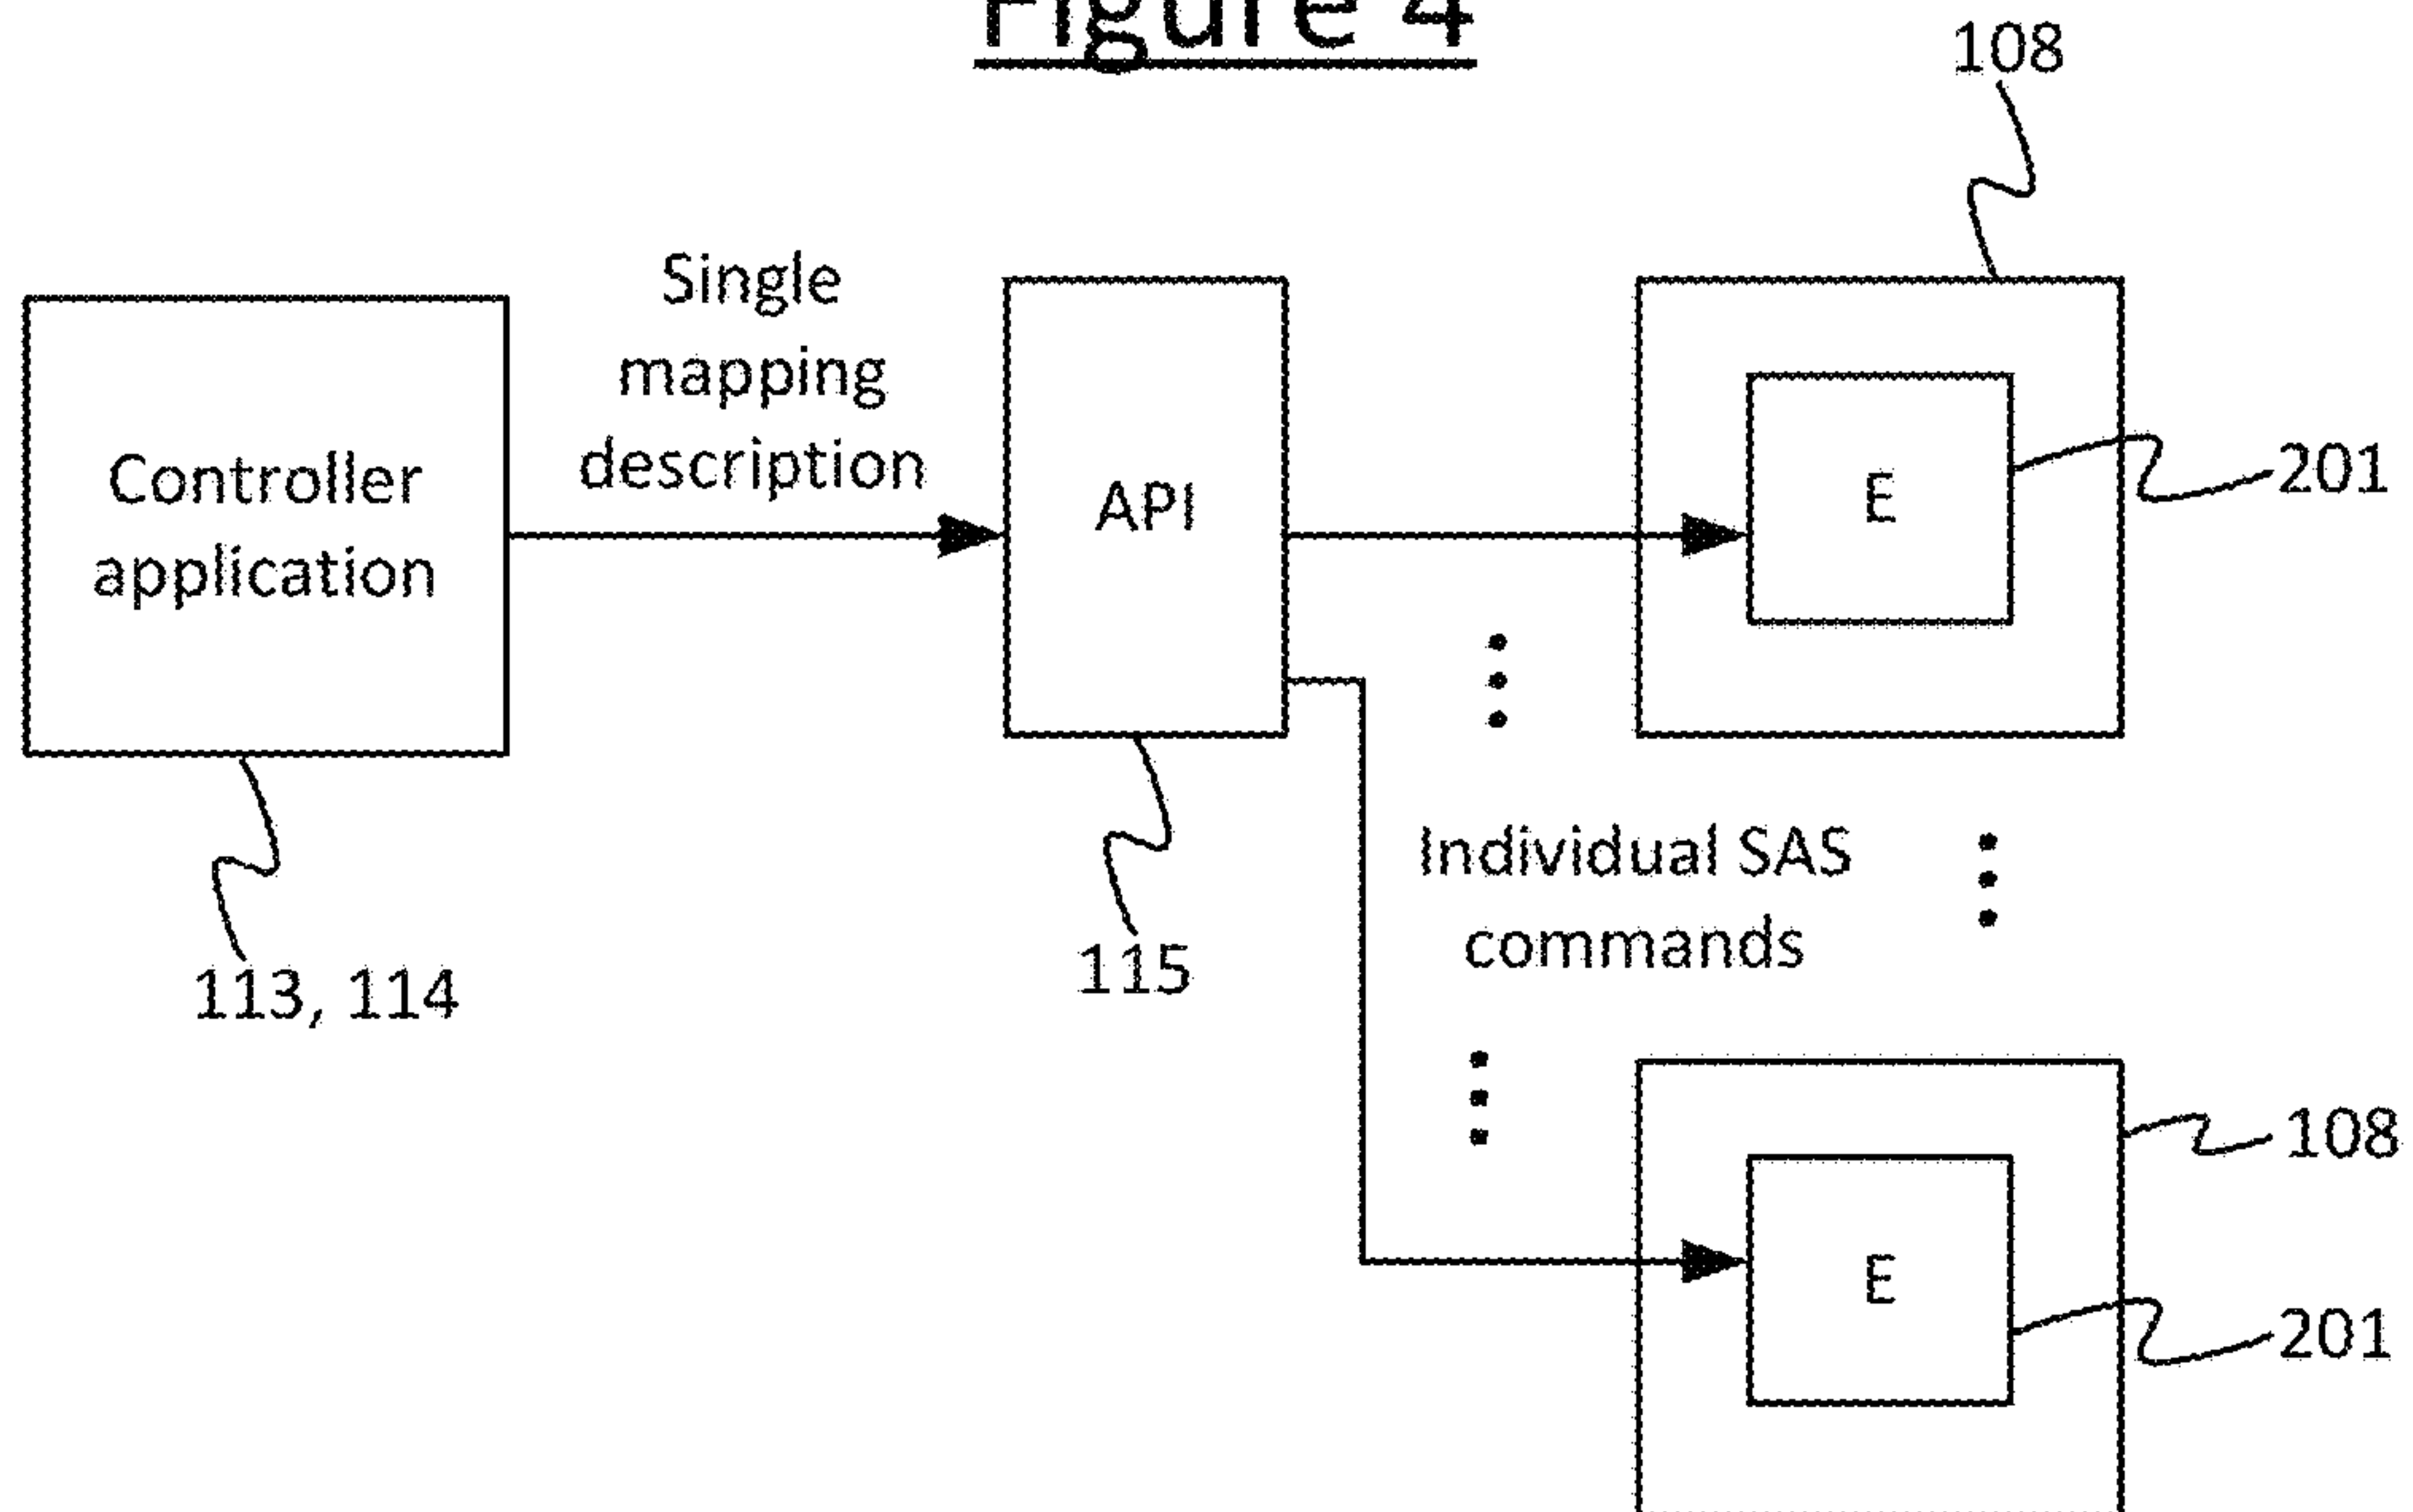 Figure 4
108
Single
mapping
description
Controller
application
API
E
201
Individual SAS
commands
115
113, 114
108
E
201